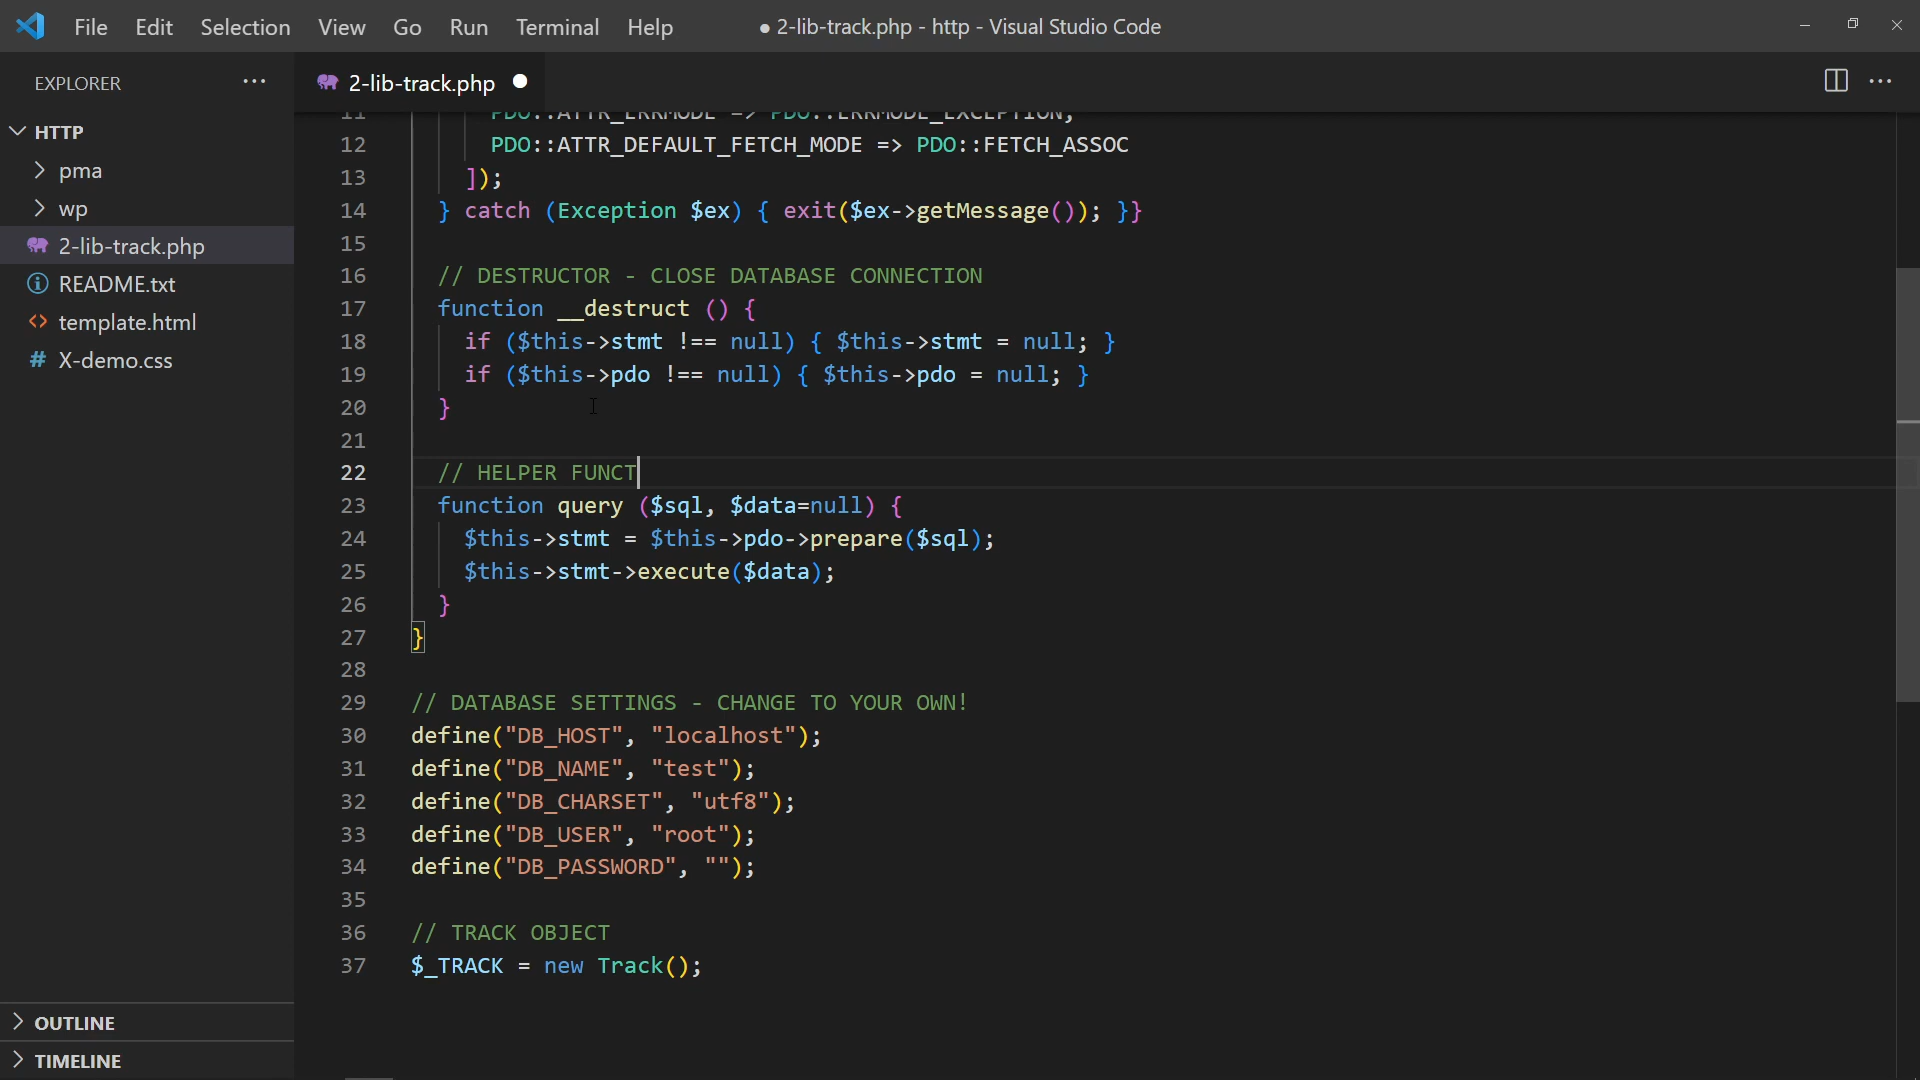 File Edit Selection View Go Run Terminal Help
● 2-lib-track.php - http - Visual Studio Code
EXPLORER
HTTP
pma
wp
2-lib-track.php
README.txt
template.html
# X-demo.css
OUTLINE
TIMELINE
2-lib-track.php
11 PDO::ATTR_ERRMODE => PDO::ERRMODE_EXCEPTION,
12 PDO::ATTR_DEFAULT_FETCH_MODE => PDO::FETCH_ASSOC
13 ]);
14 } catch (Exception $ex) { exit($ex->getMessage()); }}
15
16 // DESTRUCTOR - CLOSE DATABASE CONNECTION
17 function __destruct () {
18 if ($this->stmt !== null) { $this->stmt = null; }
19 if ($this->pdo !== null) { $this->pdo = null; }
20 }
21
22 // HELPER FUNCT
23 function query ($sql, $data=null) {
24 $this->stmt = $this->pdo->prepare($sql);
25 $this->stmt->execute($data);
26 }
27 }
28
29 // DATABASE SETTINGS - CHANGE TO YOUR OWN!
30 define("DB_HOST", "localhost");
31 define("DB_NAME", "test");
32 define("DB_CHARSET", "utf8");
33 define("DB_USER", "root");
34 define("DB_PASSWORD", "");
35
36 // TRACK OBJECT
37 $_TRACK = new Track();